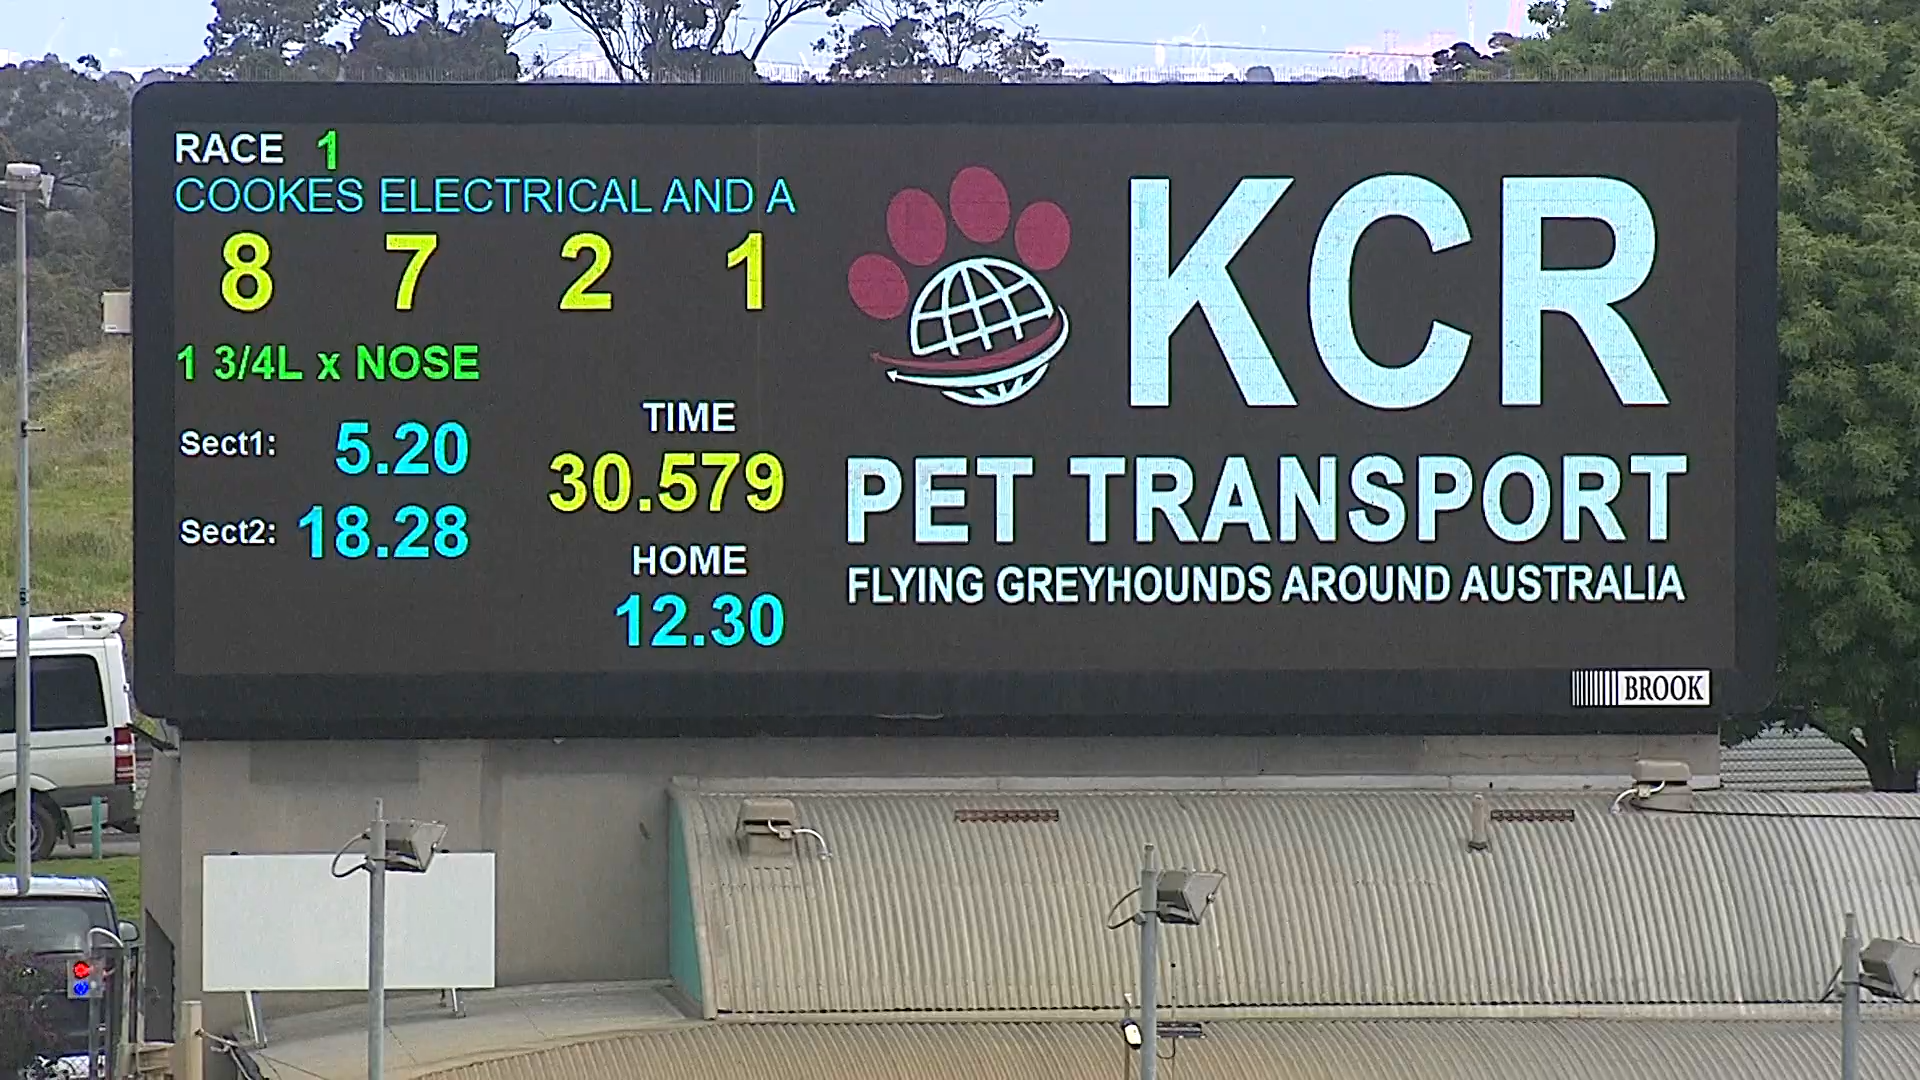 RACE 1
COOKES ELECTRICAL AND A
8 7 2 1
1 3/4L x NOSE
Sect1: 5.20
Sect2: 18.28
TIME
30.579
HOME
12.30
KCR
PET TRANSPORT
FLYING GREYHOUNDS AROUND AUSTRALIA
BROOK